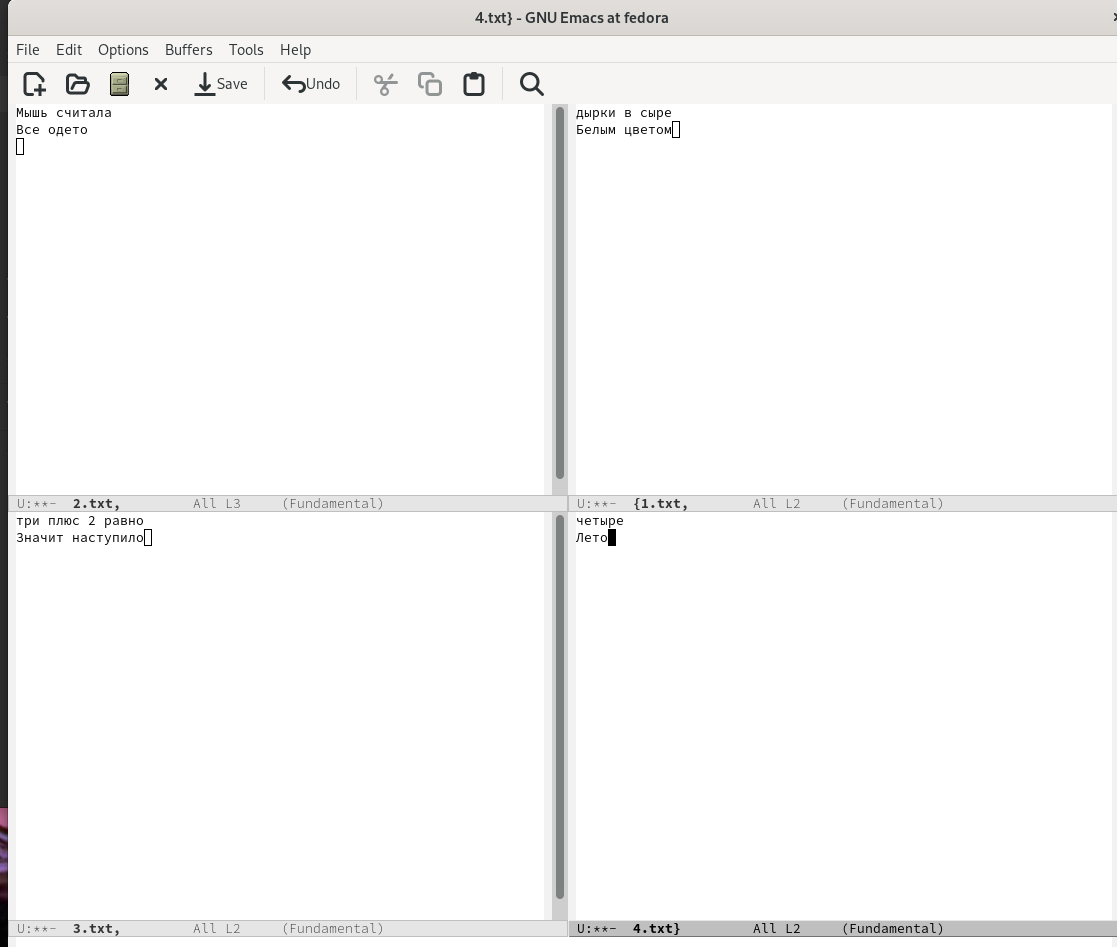 4.txt} - GNU Emacs at fedora
File Edit Options Buffers Tools Help
Save Undo
Мышь считала
Все одето
U:**- 2.txt, All L3 (Fundamental)
дырки в сыре
Белым цветом
U:**- {1.txt, All L2 (Fundamental)
три плюс 2 равно
Значит наступило
U:**- 3.txt, All L2 (Fundamental)
четыре
Лето
U:**- 4.txt} All L2 (Fundamental)